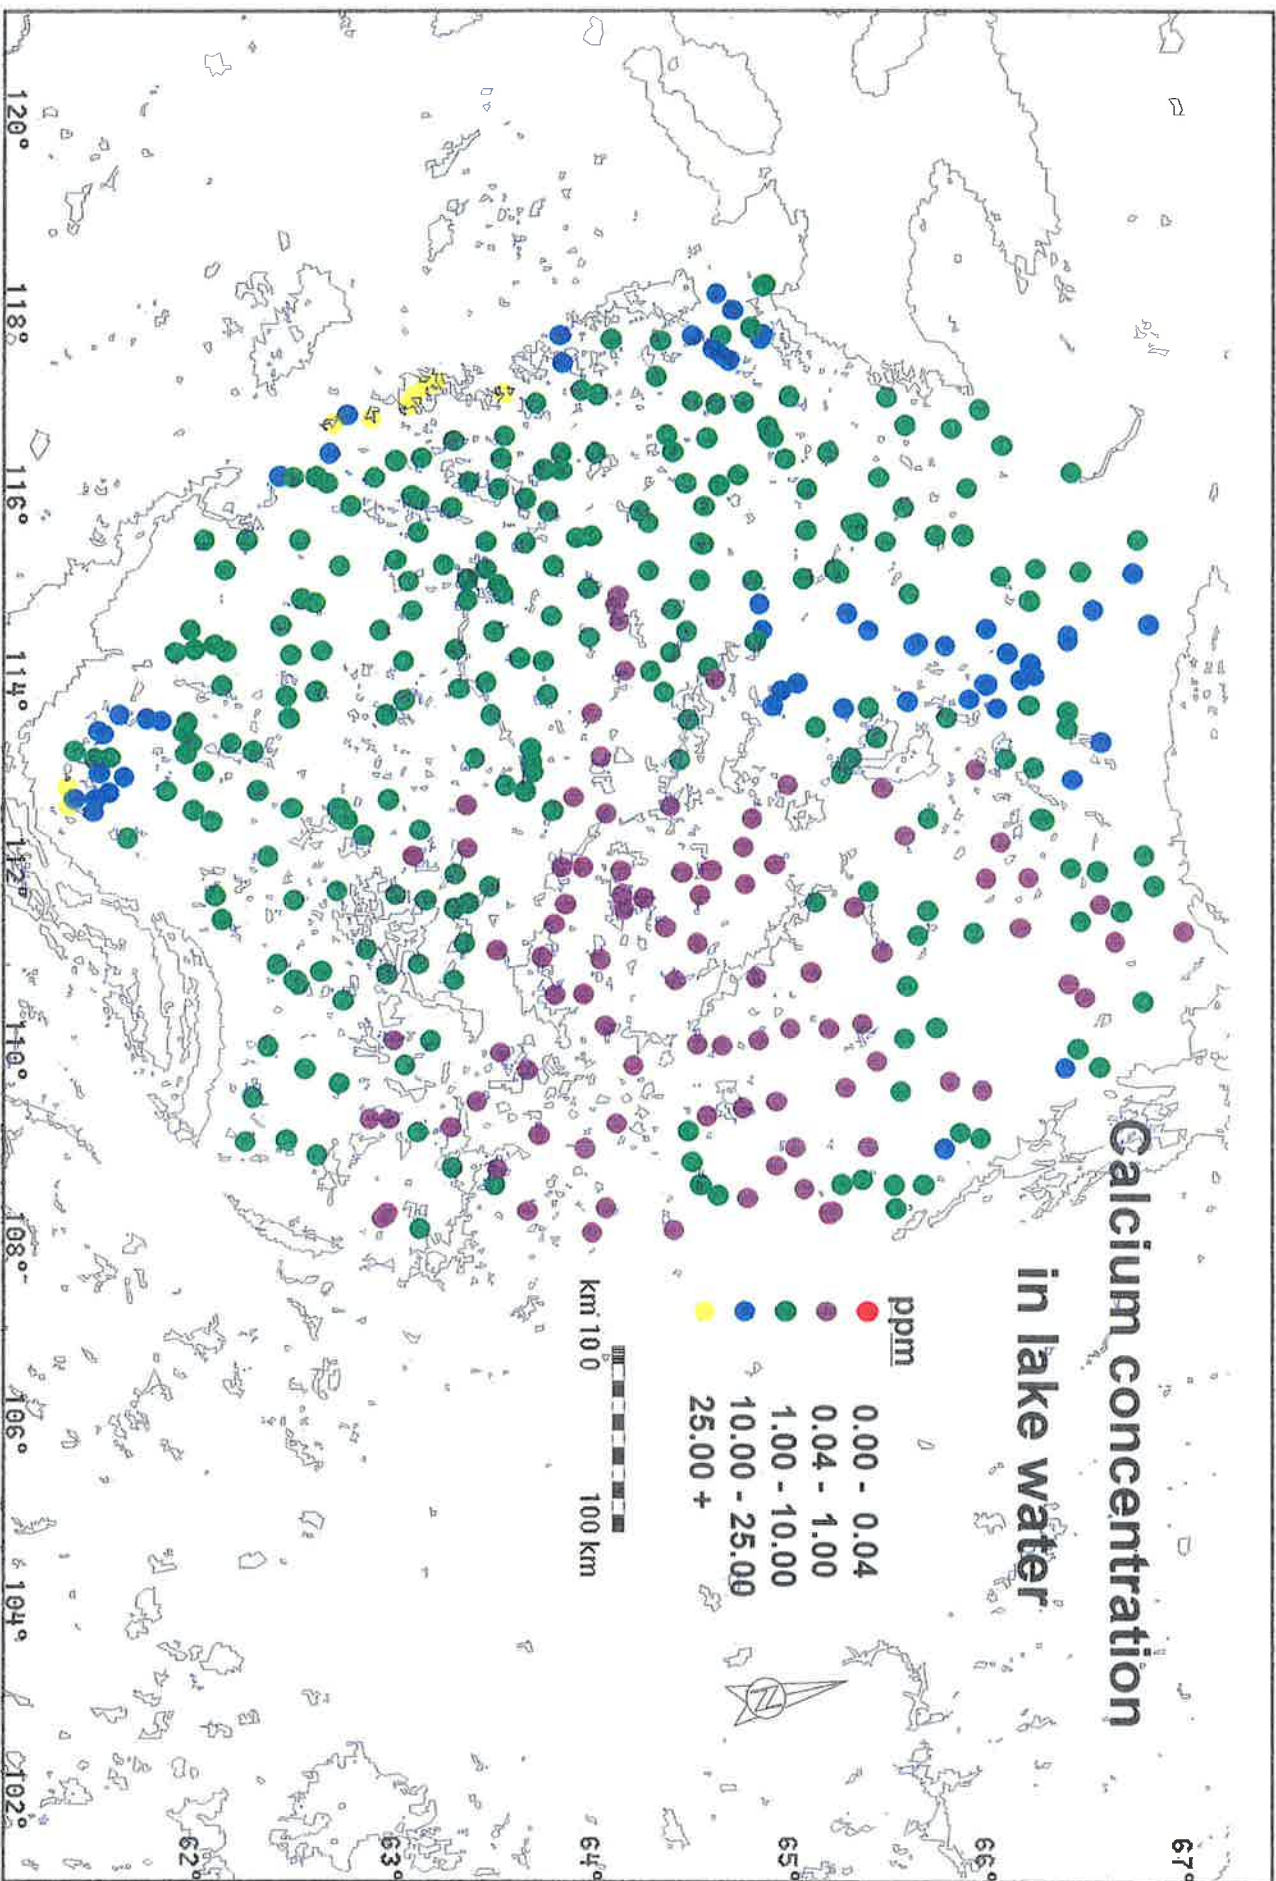 Calcium concentration
in lake water
ppm
0.00 - 0.04
0.04 - 1.00
1.00 - 10.00
10.00 - 25.00
25.00 +
km 100 0 100 km
N
67°
66°
65°
64°
63°
62°
120° 118° 116° 114° 112° 110° 108° 106° 104° 102°